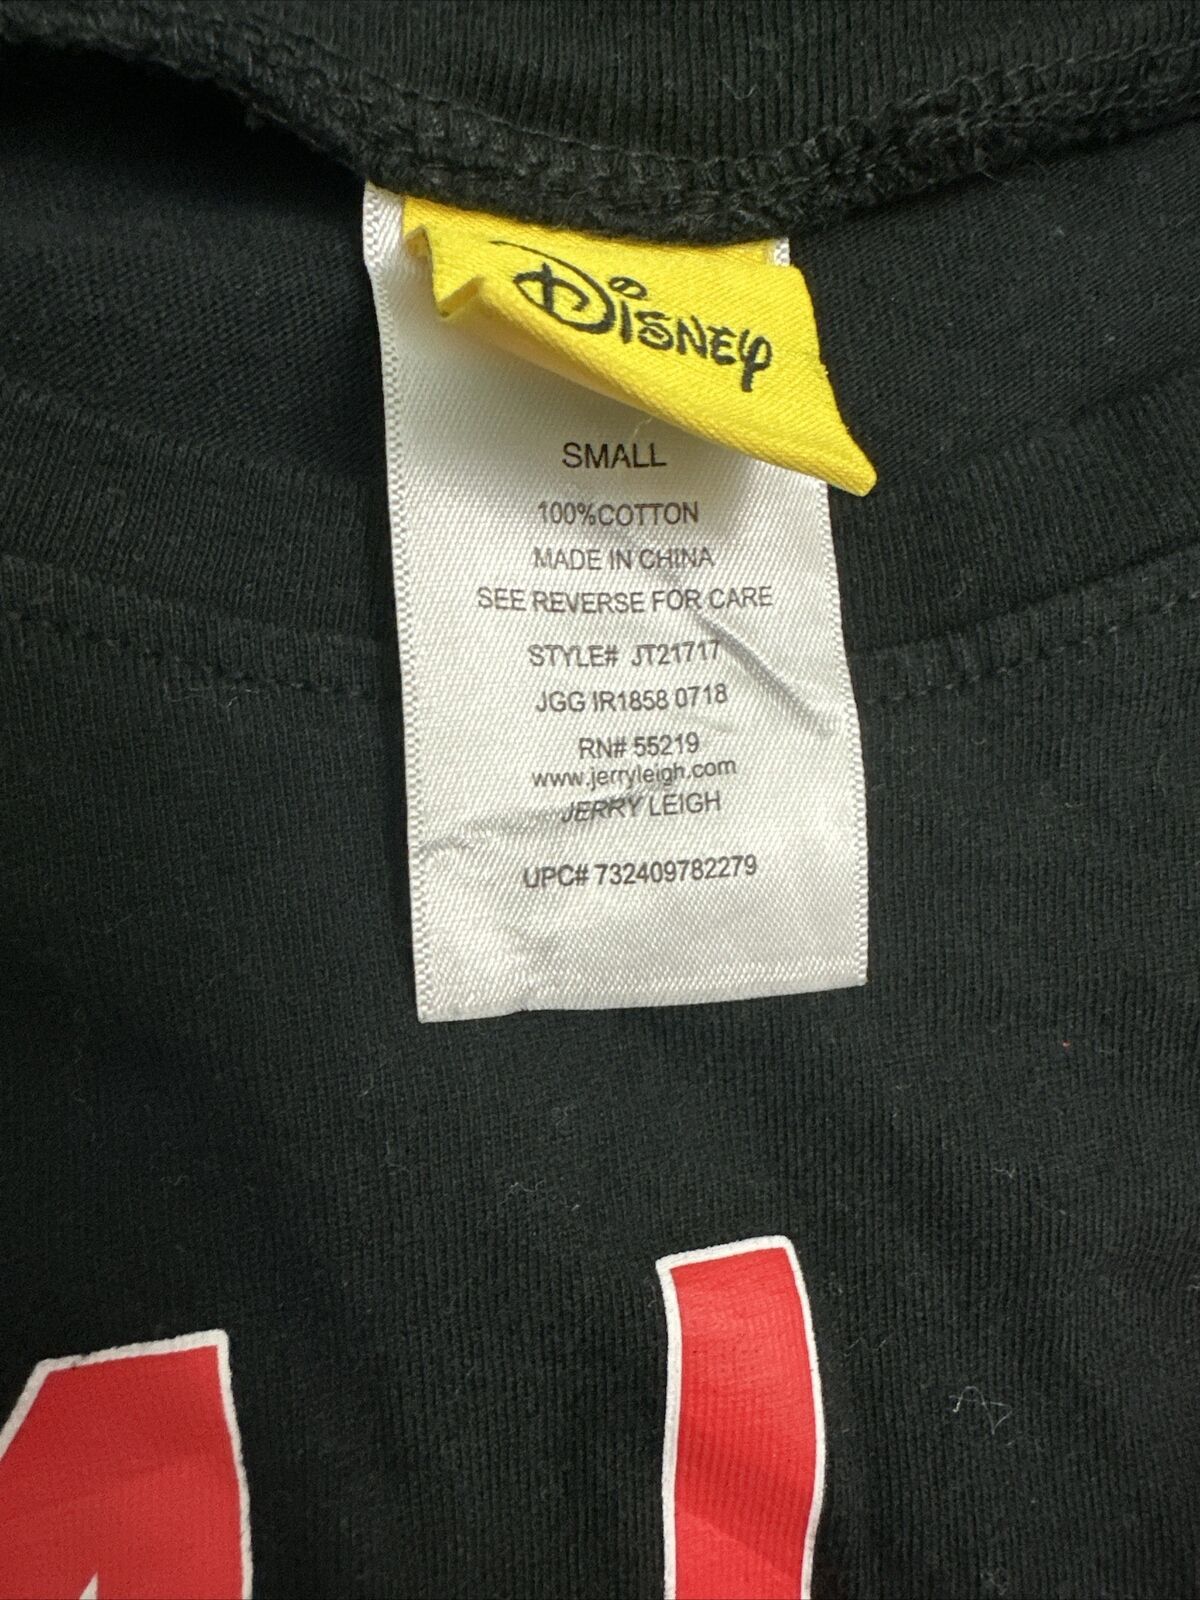 Disney
SMALL
100%COTTON
MADE IN CHINA
SEE REVERSE FOR CARE
STYLE# JT21717
JGG IR1858 0718
RN# 55219
www.jerryleigh.com
JERRY LEIGH
UPC# 732409782279